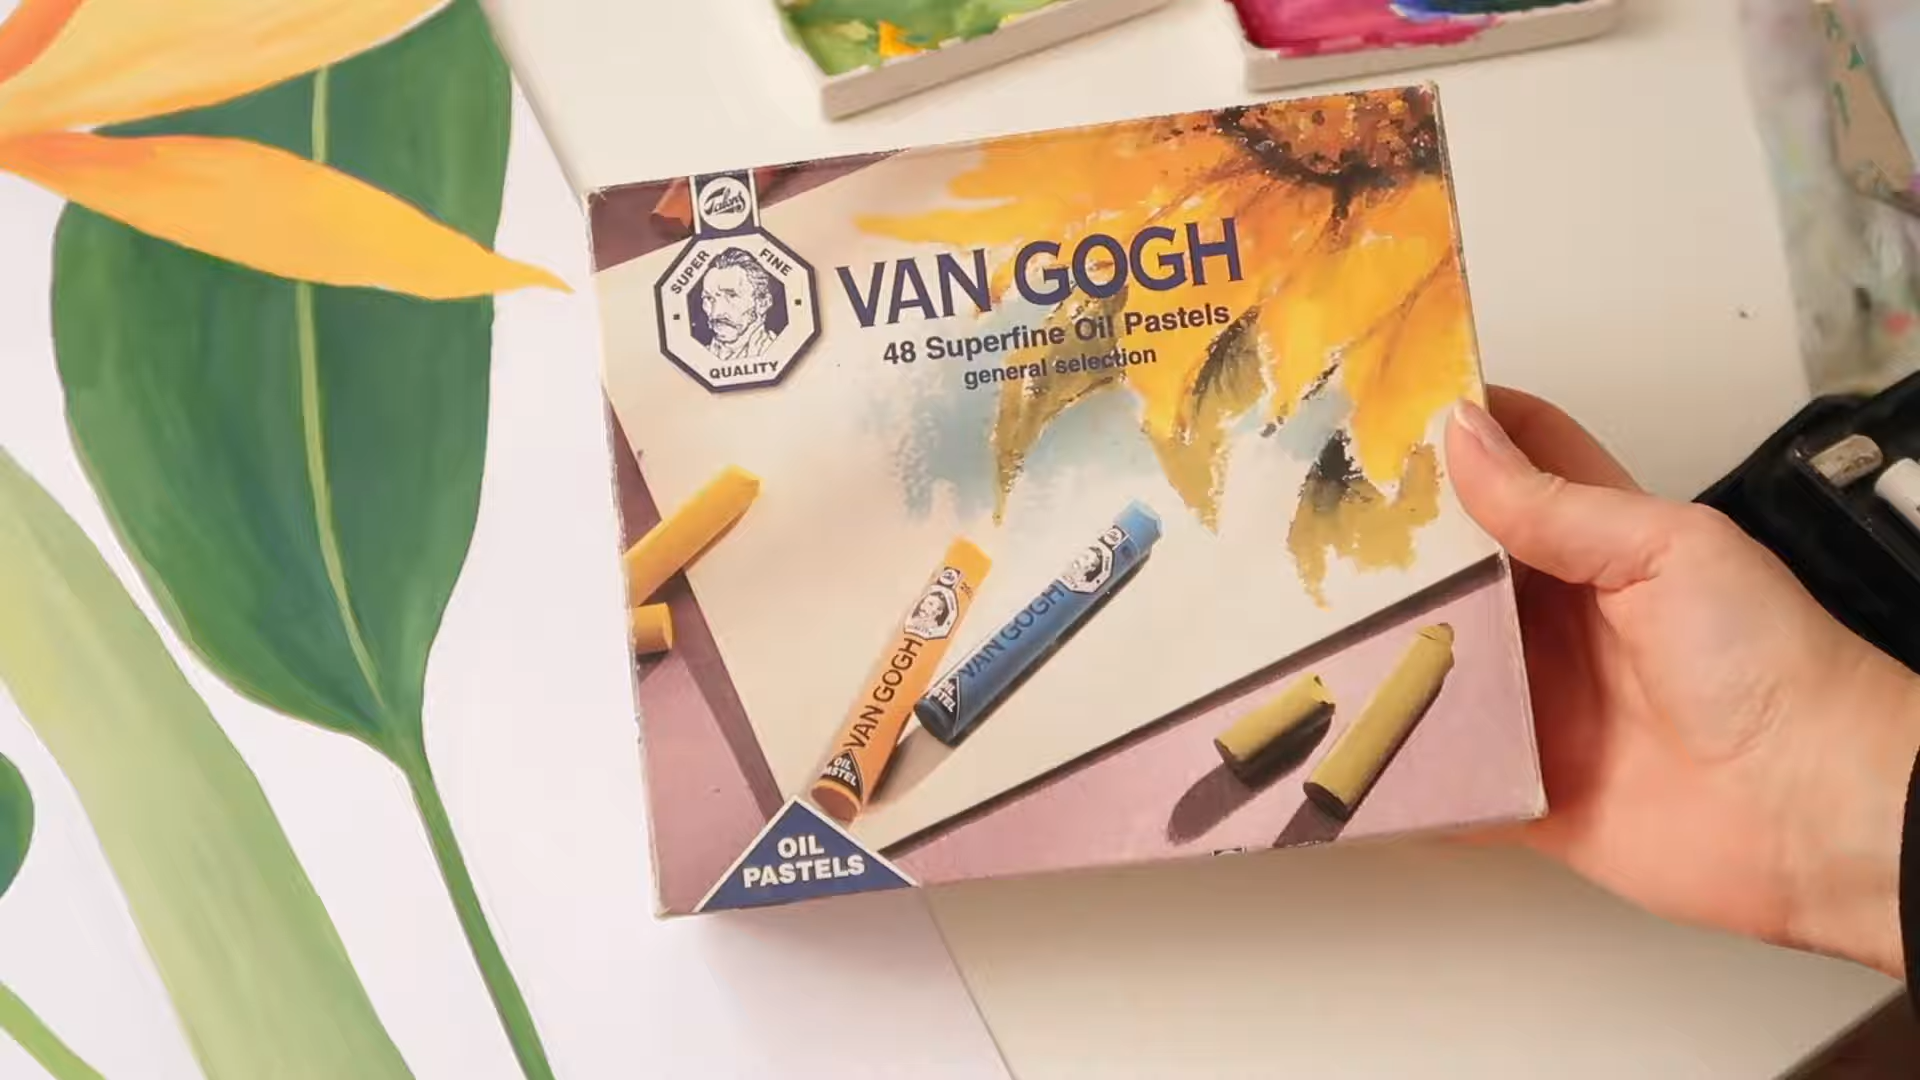 Talens
SUPER FINE
QUALITY
VAN GOGH
48 Superfine Oil Pastels
general selection
VAN GOGH
OIL
PASTEL
VAN GOGH
OIL
PASTELS